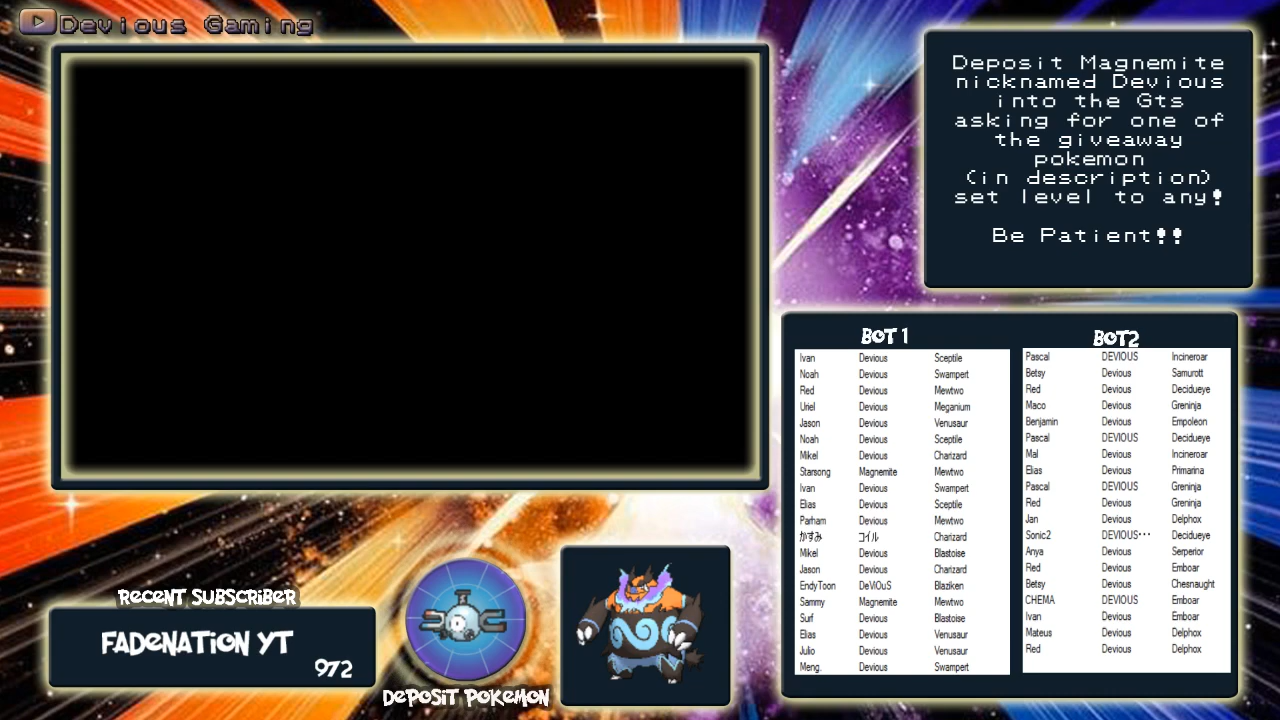 Devious Gaming
Deposit Magnemite
nicknamed Devious
into the Gts
asking for one of
the giveaway
pokemon
(in description)
set level to any!
Be Patient!!
BOT 1
Ivan Devious Sceptile
Noah Devious Swampert
Red Devious Mewtwo
Uriel Devious Meganium
Jason Devious Venusaur
Noah Devious Sceptile
Mikel Devious Charizard
Starsong Magnemite Mewtwo
Ivan Devious Swampert
Elias Devious Sceptile
Parham Devious Mewtwo
かすみ コイル Charizard
Mikel Devious Blastoise
Jason Devious Charizard
EndyToon DeVIOuS Blaziken
Sammy Magnemite Mewtwo
Surf Devious Blastoise
Elias Devious Venusaur
Julio Devious Venusaur
Meng. Devious Swampert
BOT2
Pascal DEVIOUS Incineroar
Betsy Devious Samurott
Red Devious Decidueye
Maco Devious Greninja
Benjamin Devious Empoleon
Pascal DEVIOUS Decidueye
Mal Devious Incineroar
Elias Devious Primarina
Pascal DEVIOUS Greninja
Red Devious Greninja
Jan Devious Delphox
Sonic2 DEVIOUS··· Decidueye
Anya Devious Serperior
Red Devious Emboar
Betsy Devious Chesnaught
CHEMA DEVIOUS Emboar
Ivan Devious Emboar
Mateus Devious Delphox
Red Devious Delphox
RECENT SUBSCRIBER
FADENATION YT
972
DEPOSIT POKEMON